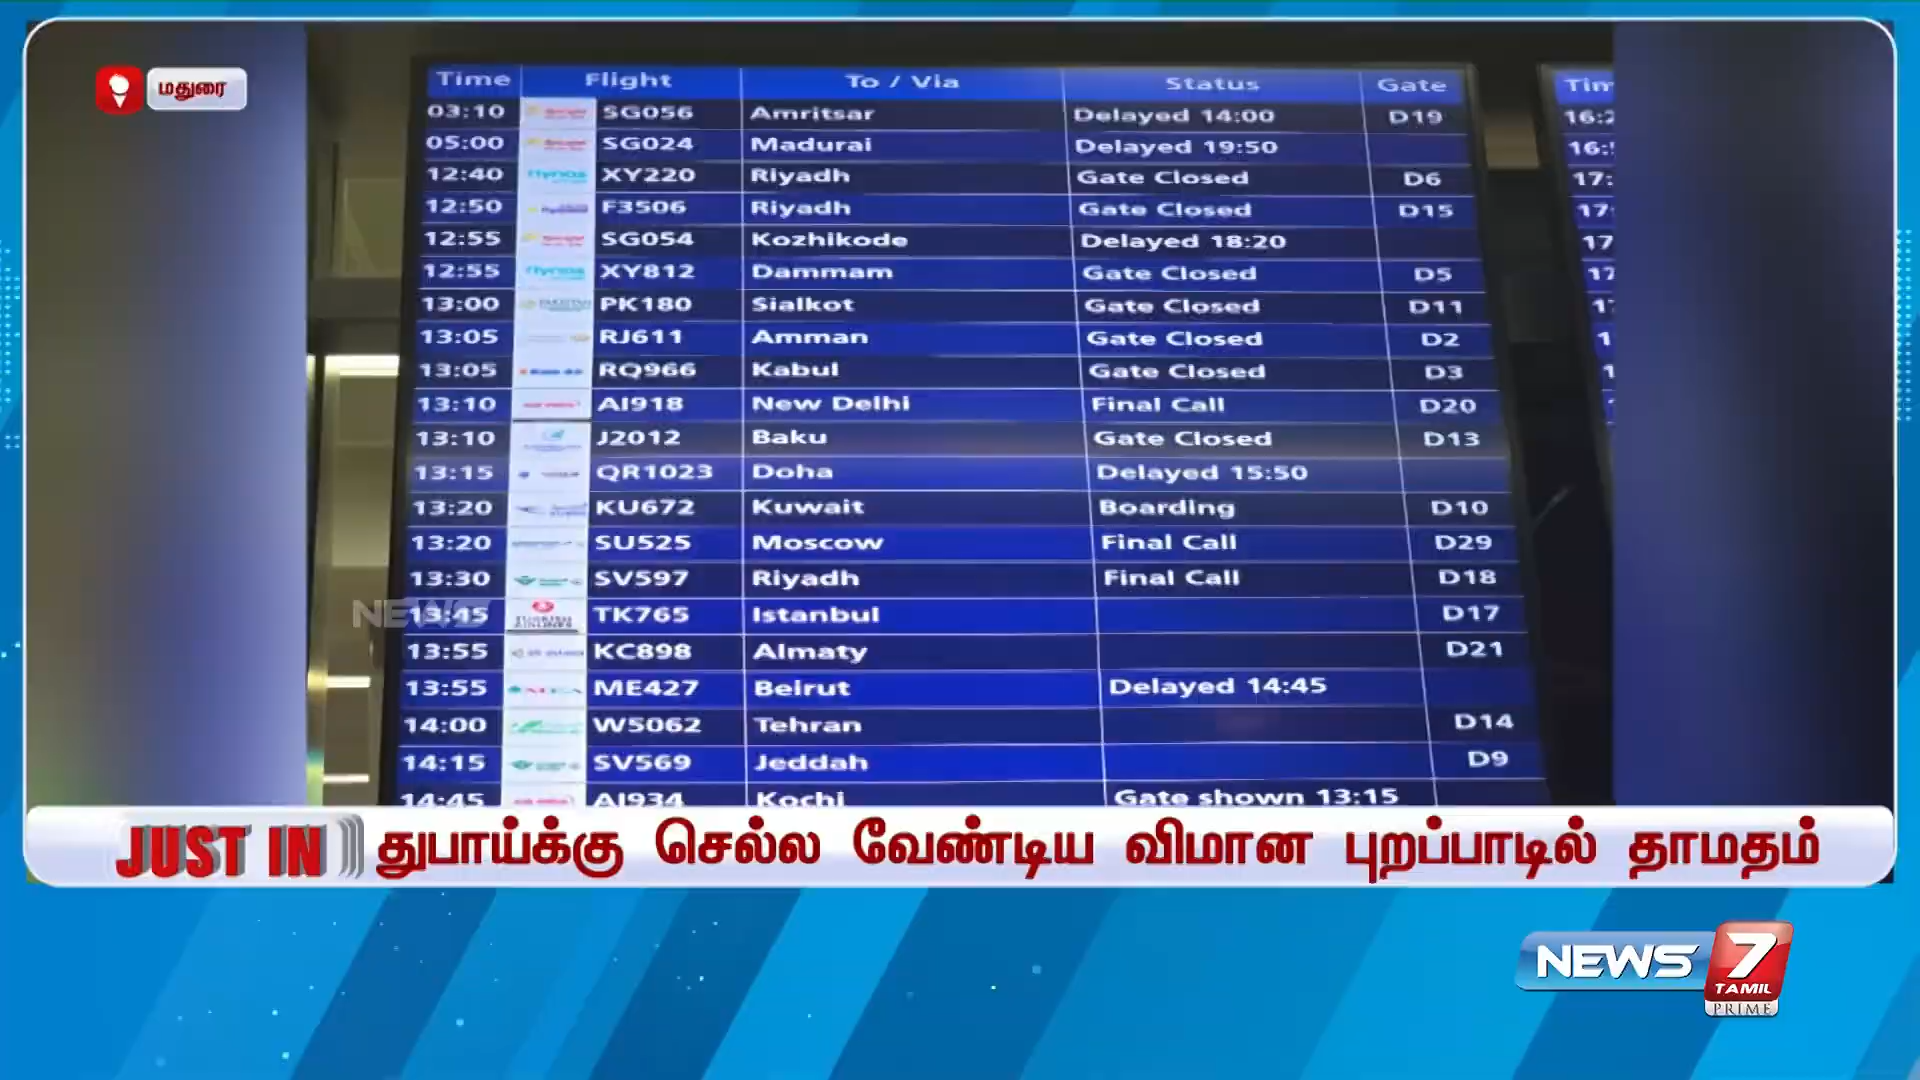 மதுரை
Time Flight To / Via Status Gate
03:10 SG056 Amritsar Delayed 14:00 D19
05:00 SG024 Madurai Delayed 19:50
12:40 flynas XY220 Riyadh Gate Closed D6
12:50 F3506 Riyadh Gate Closed D15
12:55 SG054 Kozhikode Delayed 18:20
12:55 flynas XY812 Dammam Gate Closed D5
13:00 PK180 Sialkot Gate Closed D11
13:05 RJ611 Amman Gate Closed D2
13:05 RQ966 Kabul Gate Closed D3
13:10 AI918 New Delhi Final Call D20
13:10 J2012 Baku Gate Closed D13
13:15 QR1023 Doha Delayed 15:50
13:20 KU672 Kuwait Boarding D10
13:20 SU525 Moscow Final Call D29
13:30 SV597 Riyadh Final Call D18
13:45 TURKISH AIRLINES TK765 Istanbul D17
13:55 KC898 Almaty D21
13:55 MEA ME427 Beirut Delayed 14:45
14:00 W5062 Tehran D14
14:15 SV569 Jeddah D9
14:45 AI934 Kochi Gate shown 13:15
NEWS7
JUST IN துபாய்க்கு செல்ல வேண்டிய விமான புறப்பாடில் தாமதம்
NEWS 7
TAMIL
PRIME